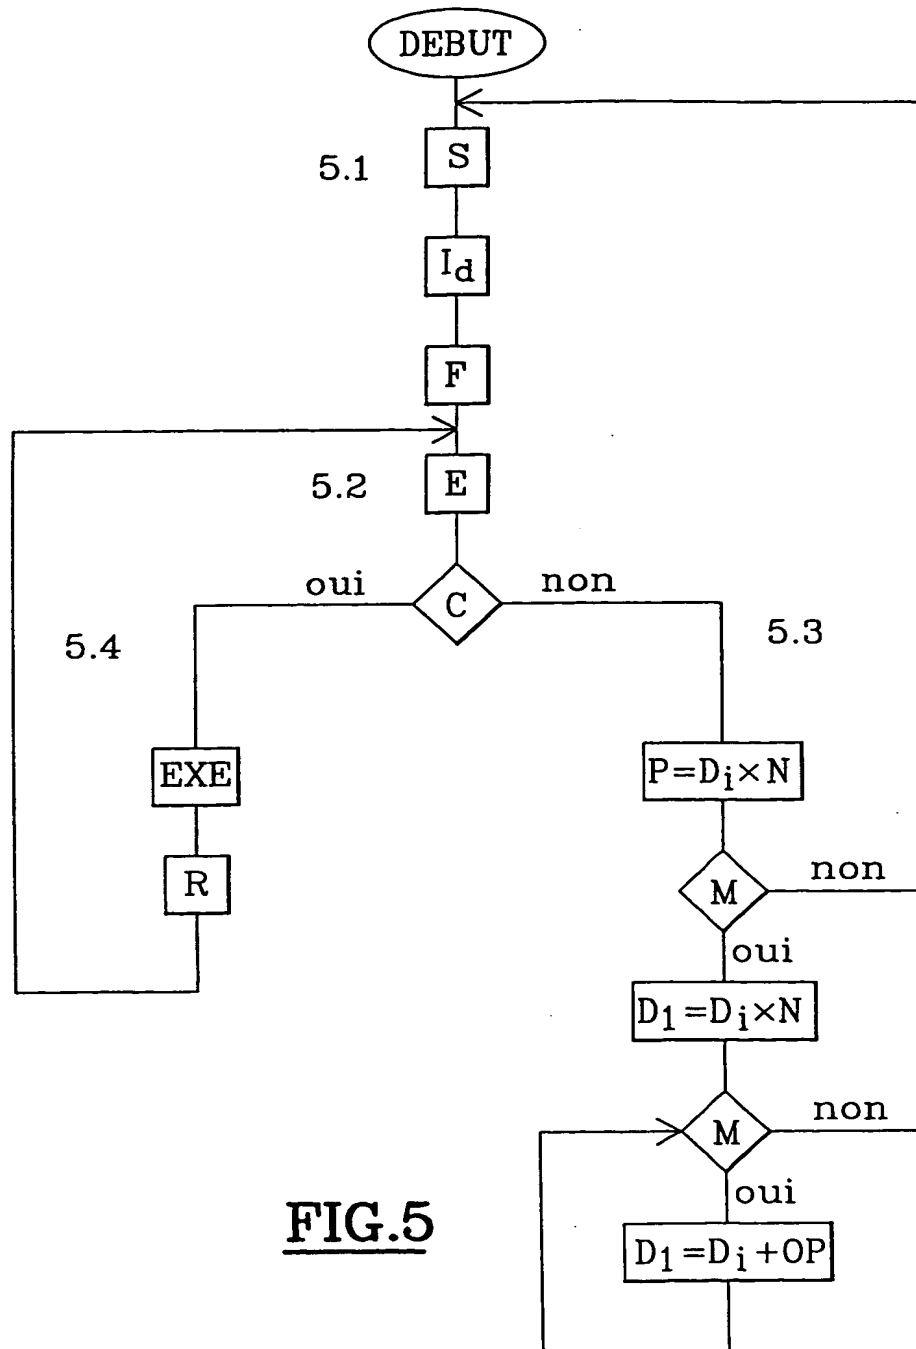 DEBUT
5.1
S
Id
F
5.2
E
oui
C
non
5.4
5.3
EXE
P=Di×N
R
M
non
oui
D1=Di×N
M
non
oui
FIG.5
D1=Di+OP